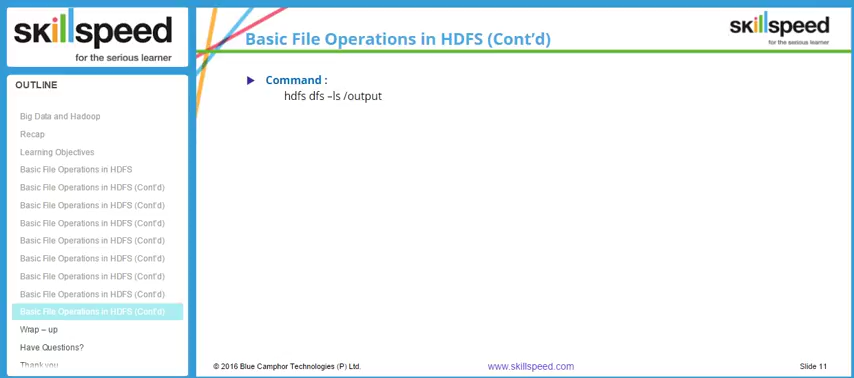 skillspeed
for the serious learner
OUTLINE
Big Data and Hadoop
Recap
Learning Objectives
Basic File Operations in HDFS
Basic File Operations in HDFS (Cont'd)
Basic File Operations in HDFS (Cont'd)
Basic File Operations in HDFS (Cont'd)
Basic File Operations in HDFS (Cont'd)
Basic File Operations in HDFS (Cont'd)
Basic File Operations in HDFS (Cont'd)
Basic File Operations in HDFS (Cont'd)
Basic File Operations in HDFS (Cont'd)
Wrap – up
Have Questions?
Thank you
Basic File Operations in HDFS (Cont’d)
skillspeed
for the serious learner
Command :
hdfs dfs –ls /output
© 2016 Blue Camphor Technologies (P) Ltd.
www.skillspeed.com
Slide 11